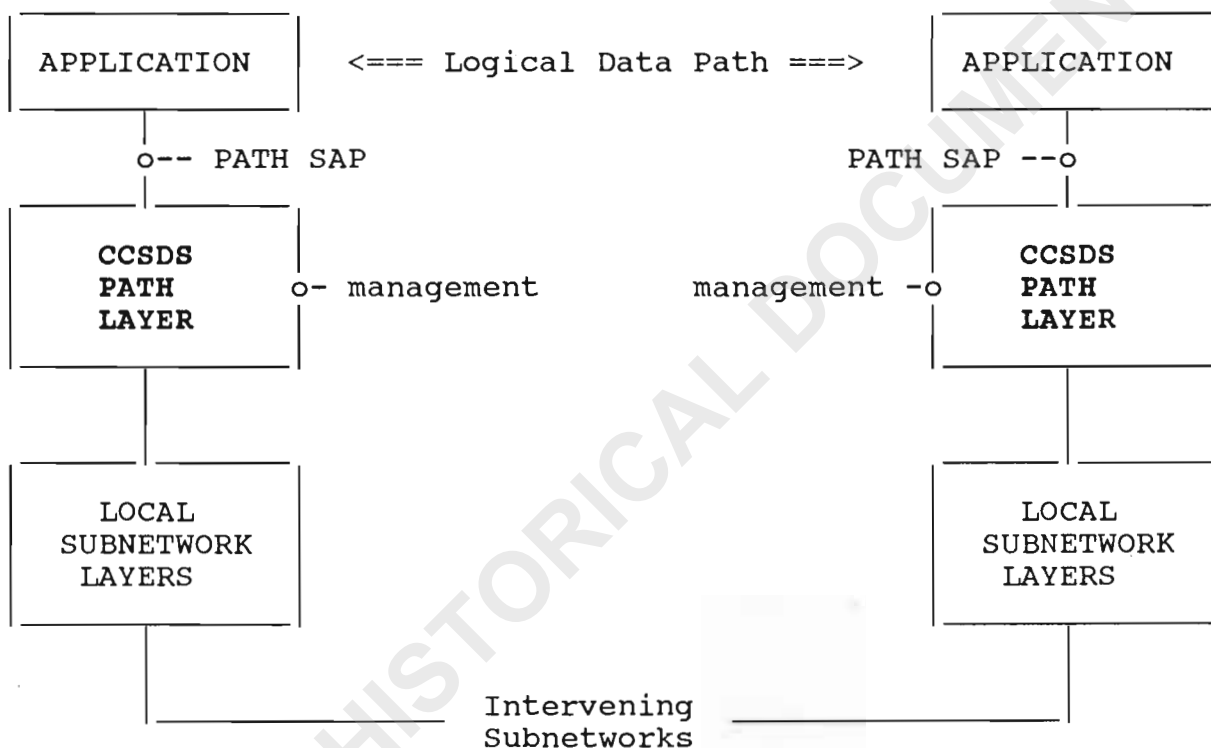 APPLICATION <=== Logical Data Path ===> APPLICATION
o-- PATH SAP PATH SAP --o
CCSDS CCSDS
PATH o- management management -o PATH
LAYER LAYER
LOCAL LOCAL
SUBNETWORK SUBNETWORK
LAYERS LAYERS
Intervening
Subnetworks
HISTORICAL DOCUMEN